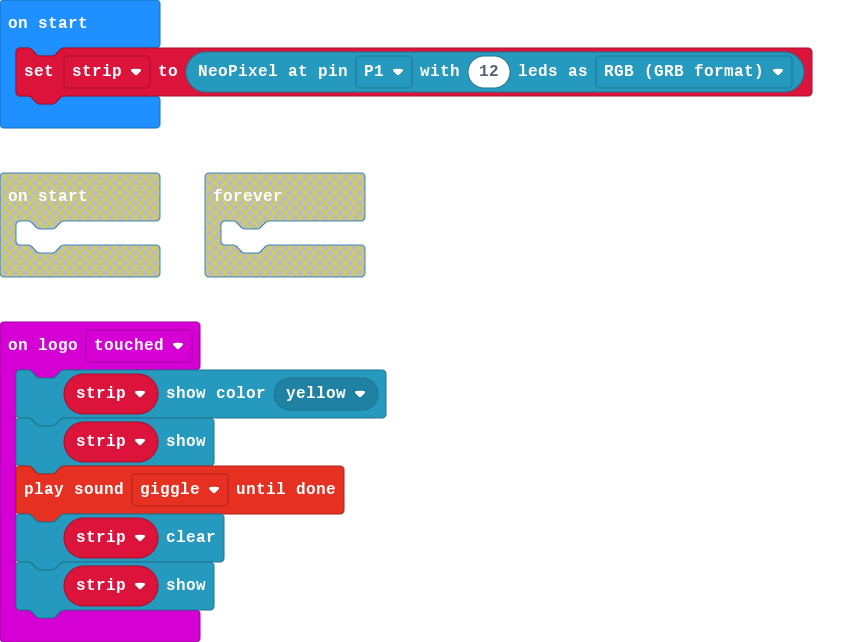 on start
set strip to NeoPixel at pin P1 with 12 leds as RGB (GRB format)
on start
forever
on logo touched
strip show color yellow
strip show
play sound giggle until done
strip clear
strip show